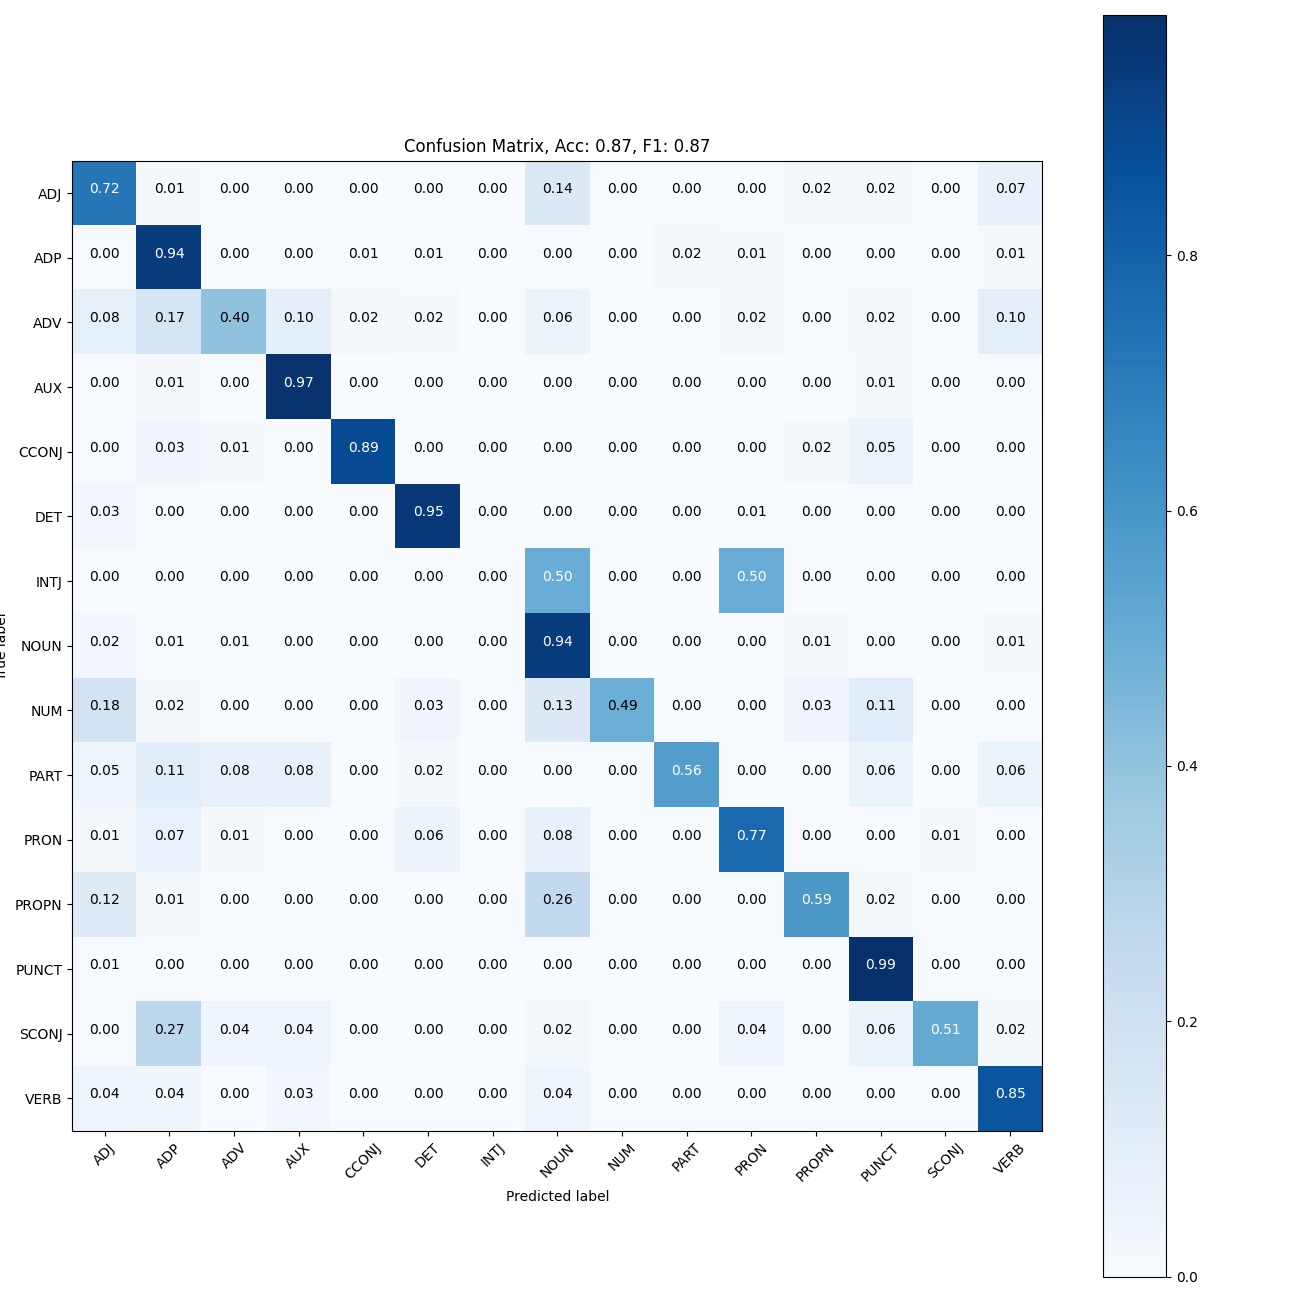 Confusion Matrix, Acc: 0.87, F1: 0.87
ADJ 0.72 0.01 0.00 0.00 0.00 0.00 0.00 0.14 0.00 0.00 0.00 0.02 0.02 0.00 0.07
ADP 0.00 0.94 0.00 0.00 0.01 0.01 0.00 0.00 0.00 0.02 0.01 0.00 0.00 0.00 0.01
ADV 0.08 0.17 0.40 0.10 0.02 0.02 0.00 0.06 0.00 0.00 0.02 0.00 0.02 0.00 0.10
AUX 0.00 0.01 0.00 0.97 0.00 0.00 0.00 0.00 0.00 0.00 0.00 0.00 0.01 0.00 0.00
CCONJ 0.00 0.03 0.01 0.00 0.89 0.00 0.00 0.00 0.00 0.00 0.00 0.02 0.05 0.00 0.00
DET 0.03 0.00 0.00 0.00 0.00 0.95 0.00 0.00 0.00 0.00 0.01 0.00 0.00 0.00 0.00
INTJ 0.00 0.00 0.00 0.00 0.00 0.00 0.00 0.50 0.00 0.00 0.50 0.00 0.00 0.00 0.00
NOUN 0.02 0.01 0.01 0.00 0.00 0.00 0.00 0.94 0.00 0.00 0.00 0.01 0.00 0.00 0.01
NUM 0.18 0.02 0.00 0.00 0.00 0.03 0.00 0.13 0.49 0.00 0.00 0.03 0.11 0.00 0.00
PART 0.05 0.11 0.08 0.08 0.00 0.02 0.00 0.00 0.00 0.56 0.00 0.00 0.06 0.00 0.06
PRON 0.01 0.07 0.01 0.00 0.00 0.06 0.00 0.08 0.00 0.00 0.77 0.00 0.00 0.01 0.00
PROPN 0.12 0.01 0.00 0.00 0.00 0.00 0.00 0.26 0.00 0.00 0.00 0.59 0.02 0.00 0.00
PUNCT 0.01 0.00 0.00 0.00 0.00 0.00 0.00 0.00 0.00 0.00 0.00 0.00 0.99 0.00 0.00
SCONJ 0.00 0.27 0.04 0.04 0.00 0.00 0.00 0.02 0.00 0.00 0.04 0.00 0.06 0.51 0.02
VERB 0.04 0.04 0.00 0.03 0.00 0.00 0.00 0.04 0.00 0.00 0.00 0.00 0.00 0.00 0.85
ADJ ADP ADV AUX CCONJ DET INTJ NOUN NUM PART PRON PROPN PUNCT SCONJ VERB
Predicted label
0.8
0.6
0.4
0.2
0.0